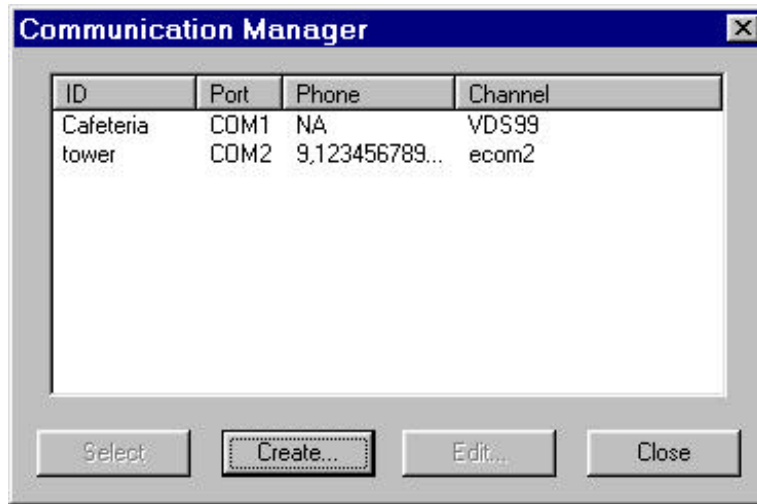 Communication Manager
ID Port Phone Channel
Cafeteria COM1 NA VDS99
tower COM2 9,123456789... ecom2
Select Create... Edit... Close